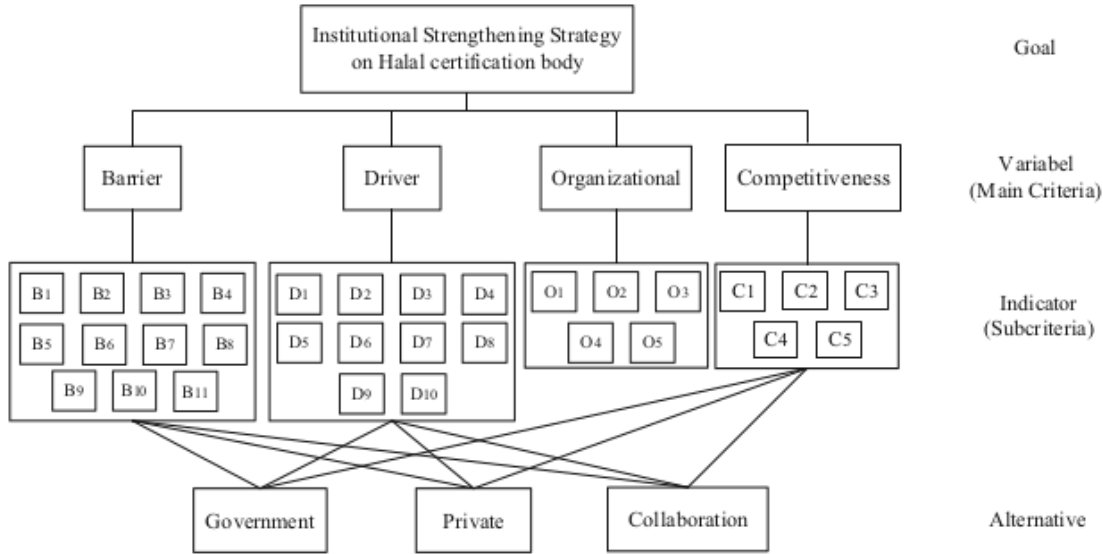 Institutional Strengthening Strategy
on Halal certification body
Goal
Barrier
Driver
Organizational
Competitiveness
Variabel
(Main Criteria)
B1 B2 B3 B4
B5 B6 B7 B8
B9 B10 B11
D1 D2 D3 D4
D5 D6 D7 D8
D9 D10
O1 O2 O3
O4 O5
C1 C2 C3
C4 C5
Indicator
(Subcriteria)
Government
Private
Collaboration
Alternative